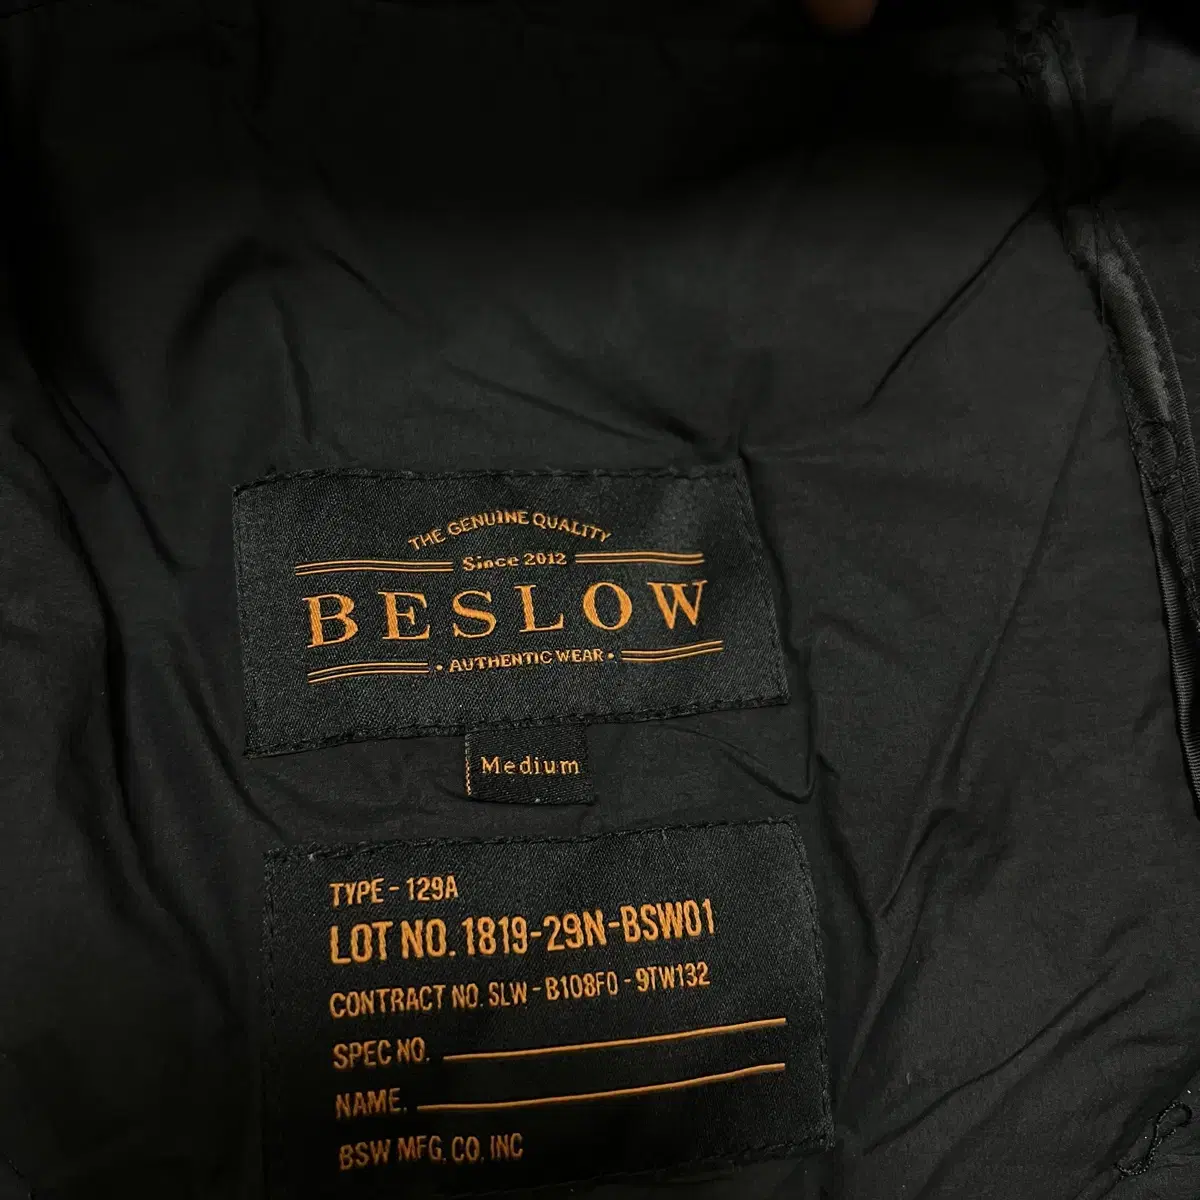 THE GENUINE QUALITY
Since 2012
BESLOW
• AUTHENTIC WEAR •
Medium
TYPE - 129A
LOT NO. 1819-29N-BSW01
CONTRACT NO. SLW - B108FO - 9TW132
SPEC NO.
NAME.
BSW MFG. CO. INC